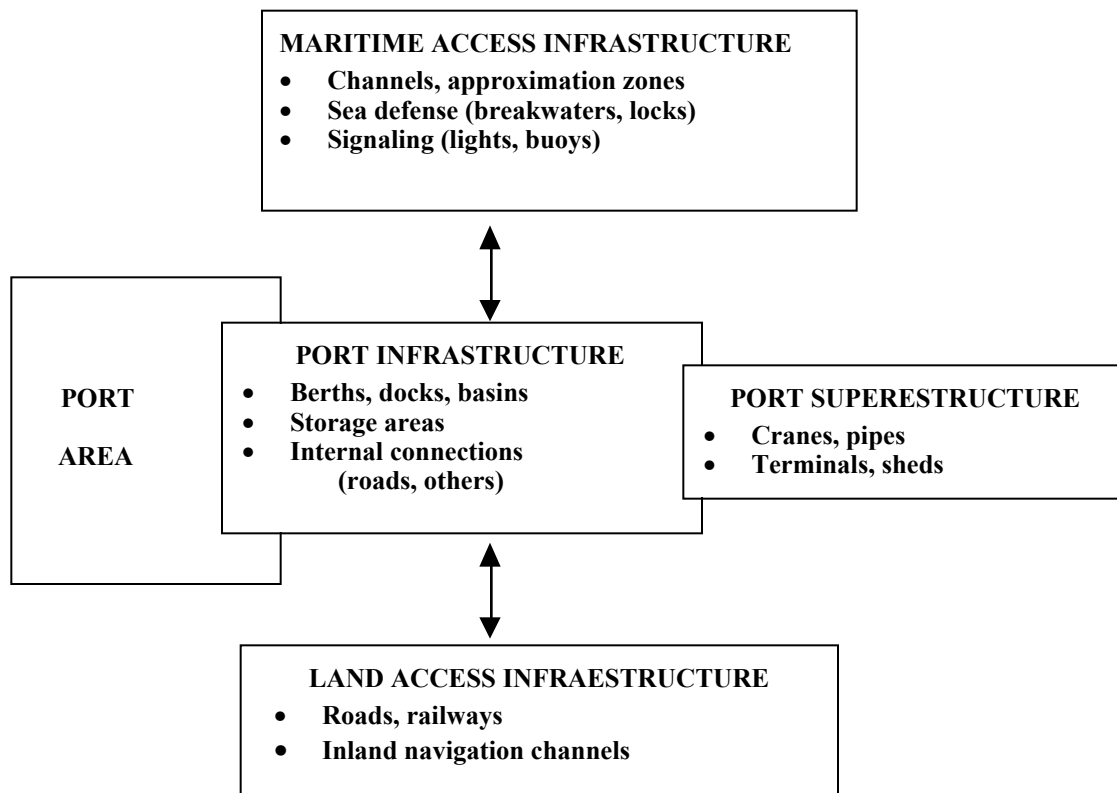 MARITIME ACCESS INFRASTRUCTURE
• Channels, approximation zones
• Sea defense (breakwaters, locks)
• Signaling (lights, buoys)
PORT
AREA
PORT INFRASTRUCTURE
• Berths, docks, basins
• Storage areas
• Internal connections
(roads, others)
PORT SUPERESTRUCTURE
• Cranes, pipes
• Terminals, sheds
LAND ACCESS INFRAESTRUCTURE
• Roads, railways
• Inland navigation channels